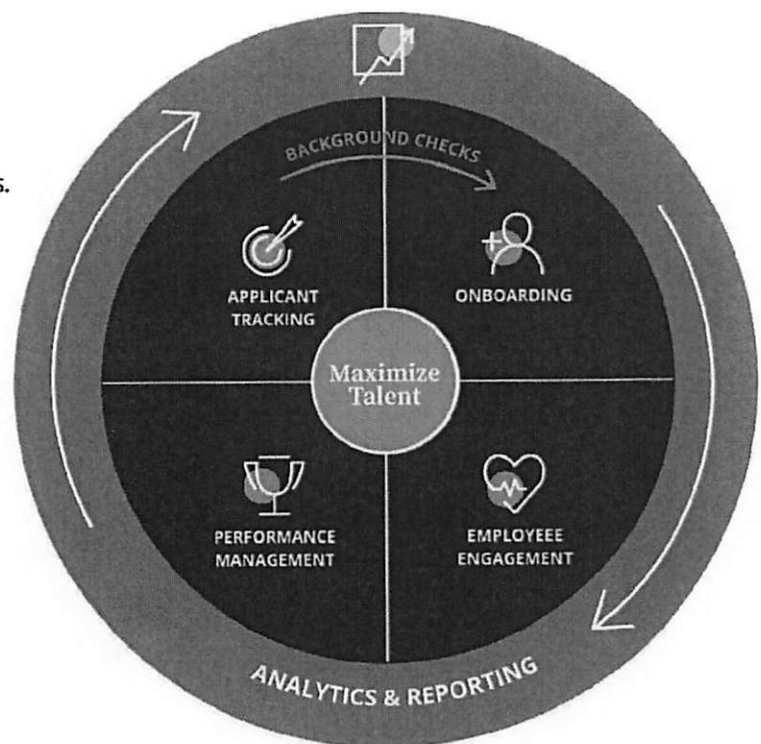 s.
BACKGROUND CHECKS
APPLICANT
TRACKING
ONBOARDING
Maximize
Talent
PERFORMANCE
MANAGEMENT
EMPLOYEEE
ENGAGEMENT
ANALYTICS & REPORTING